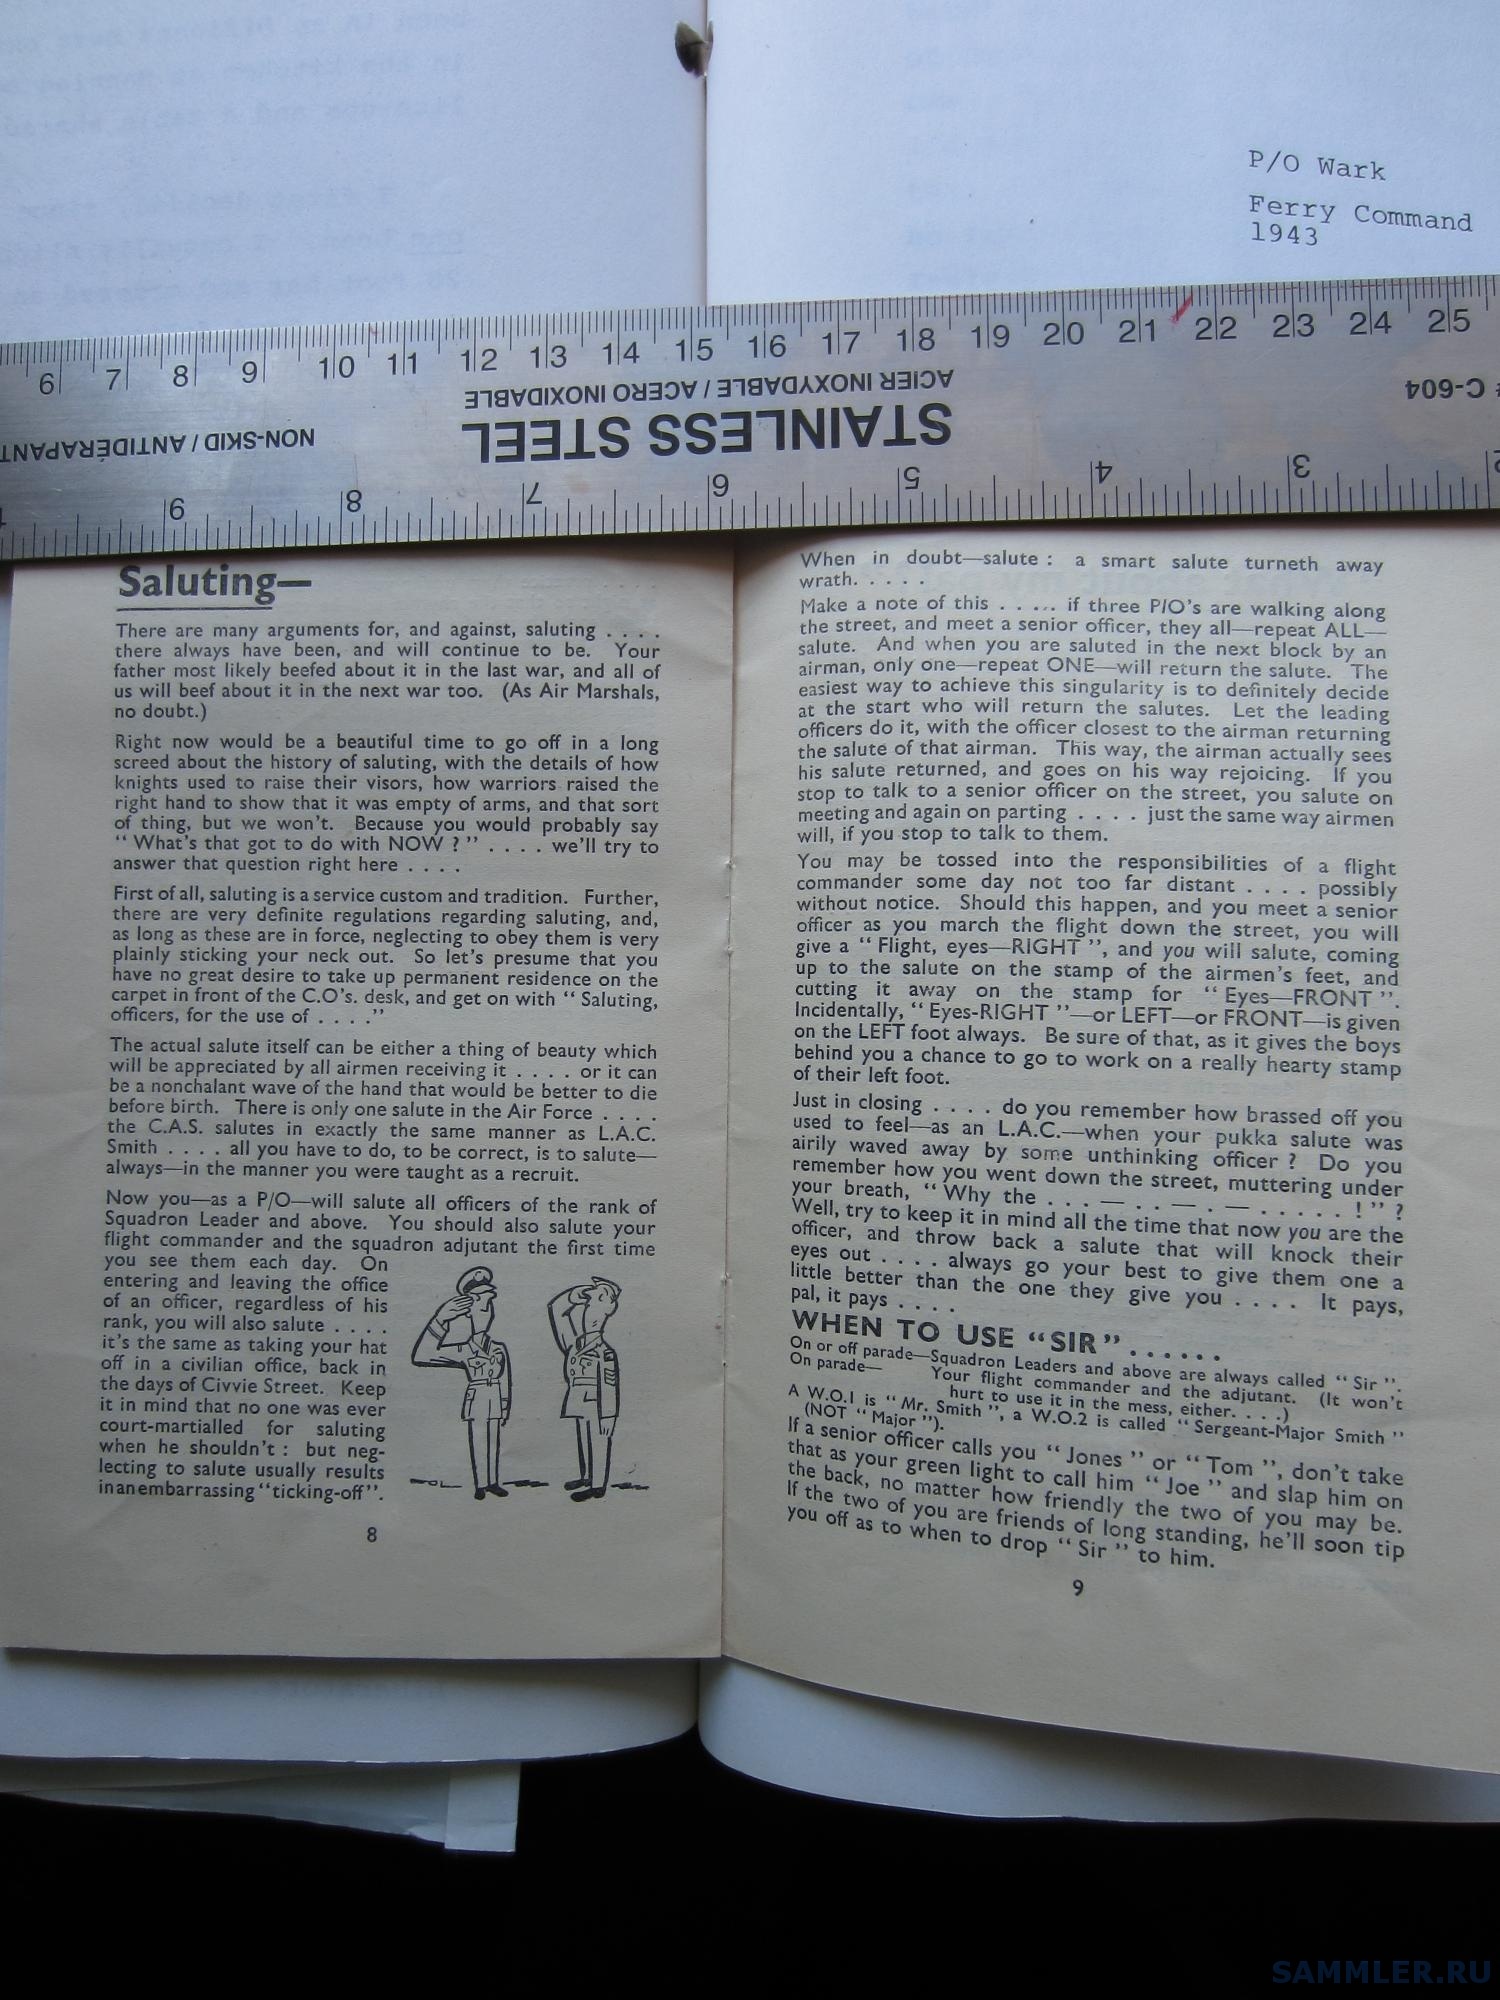 P/O Wark
Ferry Command
1943
6 7 8 9 10 11 12 13 14 15 16 17 18 19 20 21 22 23 24 25
ACIER INOXYDABLE / ACERO INOXIDABLE
C-604
STAINLESS STEEL
NON-SKID / ANTIDÉRAPANT
9 8 7 6 5 4 3 2
Saluting—
There are many arguments for, and against, saluting . . . .
there always have been, and will continue to be. Your
father most likely beefed about it in the last war, and all of
us will beef about it in the next war too. (As Air Marshals,
no doubt.)
Right now would be a beautiful time to go off in a long
screed about the history of saluting, with the details of how
knights used to raise their visors, how warriors raised the
right hand to show that it was empty of arms, and that sort
of thing, but we won't. Because you would probably say
“ What's that got to do with NOW ? ” . . . . we'll try to
answer that question right here . . . .
First of all, saluting is a service custom and tradition. Further,
there are very definite regulations regarding saluting, and,
as long as these are in force, neglecting to obey them is very
plainly sticking your neck out. So let's presume that you
have no great desire to take up permanent residence on the
carpet in front of the C.O's. desk, and get on with “ Saluting,
officers, for the use of . . . .”
The actual salute itself can be either a thing of beauty which
will be appreciated by all airmen receiving it . . . . or it can
be a nonchalant wave of the hand that would be better to die
before birth. There is only one salute in the Air Force . . . .
the C.A.S. salutes in exactly the same manner as L.A.C.
Smith . . . . all you have to do, to be correct, is to salute—
always—in the manner you were taught as a recruit.
Now you—as a P/O—will salute all officers of the rank of
Squadron Leader and above. You should also salute your
flight commander and the squadron adjutant the first time
you see them each day. On
entering and leaving the office
of an officer, regardless of his
rank, you will also salute . . . .
it's the same as taking your hat
off in a civilian office, back in
the days of Civvie Street. Keep
it in mind that no one was ever
court-martialled for saluting
when he shouldn't : but neg-
lecting to salute usually results
in an embarrassing “ticking-off”.
8
When in doubt—salute : a smart salute turneth away
wrath. . . . .
Make a note of this . . . . . if three P/O's are walking along
the street, and meet a senior officer, they all—repeat ALL—
salute. And when you are saluted in the next block by an
airman, only one—repeat ONE—will return the salute. The
easiest way to achieve this singularity is to definitely decide
at the start who will return the salutes. Let the leading
officers do it, with the officer closest to the airman returning
the salute of that airman. This way, the airman actually sees
his salute returned, and goes on his way rejoicing. If you
stop to talk to a senior officer on the street, you salute on
meeting and again on parting . . . . just the same way airmen
will, if you stop to talk to them.
You may be tossed into the responsibilities of a flight
commander some day not too far distant . . . . possibly
without notice. Should this happen, and you meet a senior
officer as you march the flight down the street, you will
give a “ Flight, eyes—RIGHT ”, and you will salute, coming
up to the salute on the stamp of the airmen's feet, and
cutting it away on the stamp for “ Eyes—FRONT ”.
Incidentally, “ Eyes-RIGHT ”—or LEFT—or FRONT—is given
on the LEFT foot always. Be sure of that, as it gives the boys
behind you a chance to go to work on a really hearty stamp
of their left foot.
Just in closing . . . . do you remember how brassed off you
used to feel—as an L.A.C.—when your pukka salute was
airily waved away by some unthinking officer ? Do you
remember how you went down the street, muttering under
your breath, “ Why the . . . — — . . — . — . . . . . ! ” ?
Well, try to keep it in mind all the time that now you are the
officer, and throw back a salute that will knock their
eyes out . . . . always go your best to give them one a
little better than the one they give you . . . . It pays,
pal, it pays . . . .
WHEN TO USE “SIR” . . . . . .
On or off parade—Squadron Leaders and above are always called “ Sir ”.
On parade— Your flight commander and the adjutant. (It won't
hurt to use it in the mess, either. . . .)
A W.O.1 is “ Mr. Smith ”, a W.O.2 is called “ Sergeant-Major Smith ”
(NOT “ Major ”).
If a senior officer calls you “ Jones ” or “ Tom ”, don't take
that as your green light to call him “ Joe ” and slap him on
the back, no matter how friendly the two of you may be.
If the two of you are friends of long standing, he'll soon tip
you off as to when to drop “ Sir ” to him.
9
SAMMLER.RU